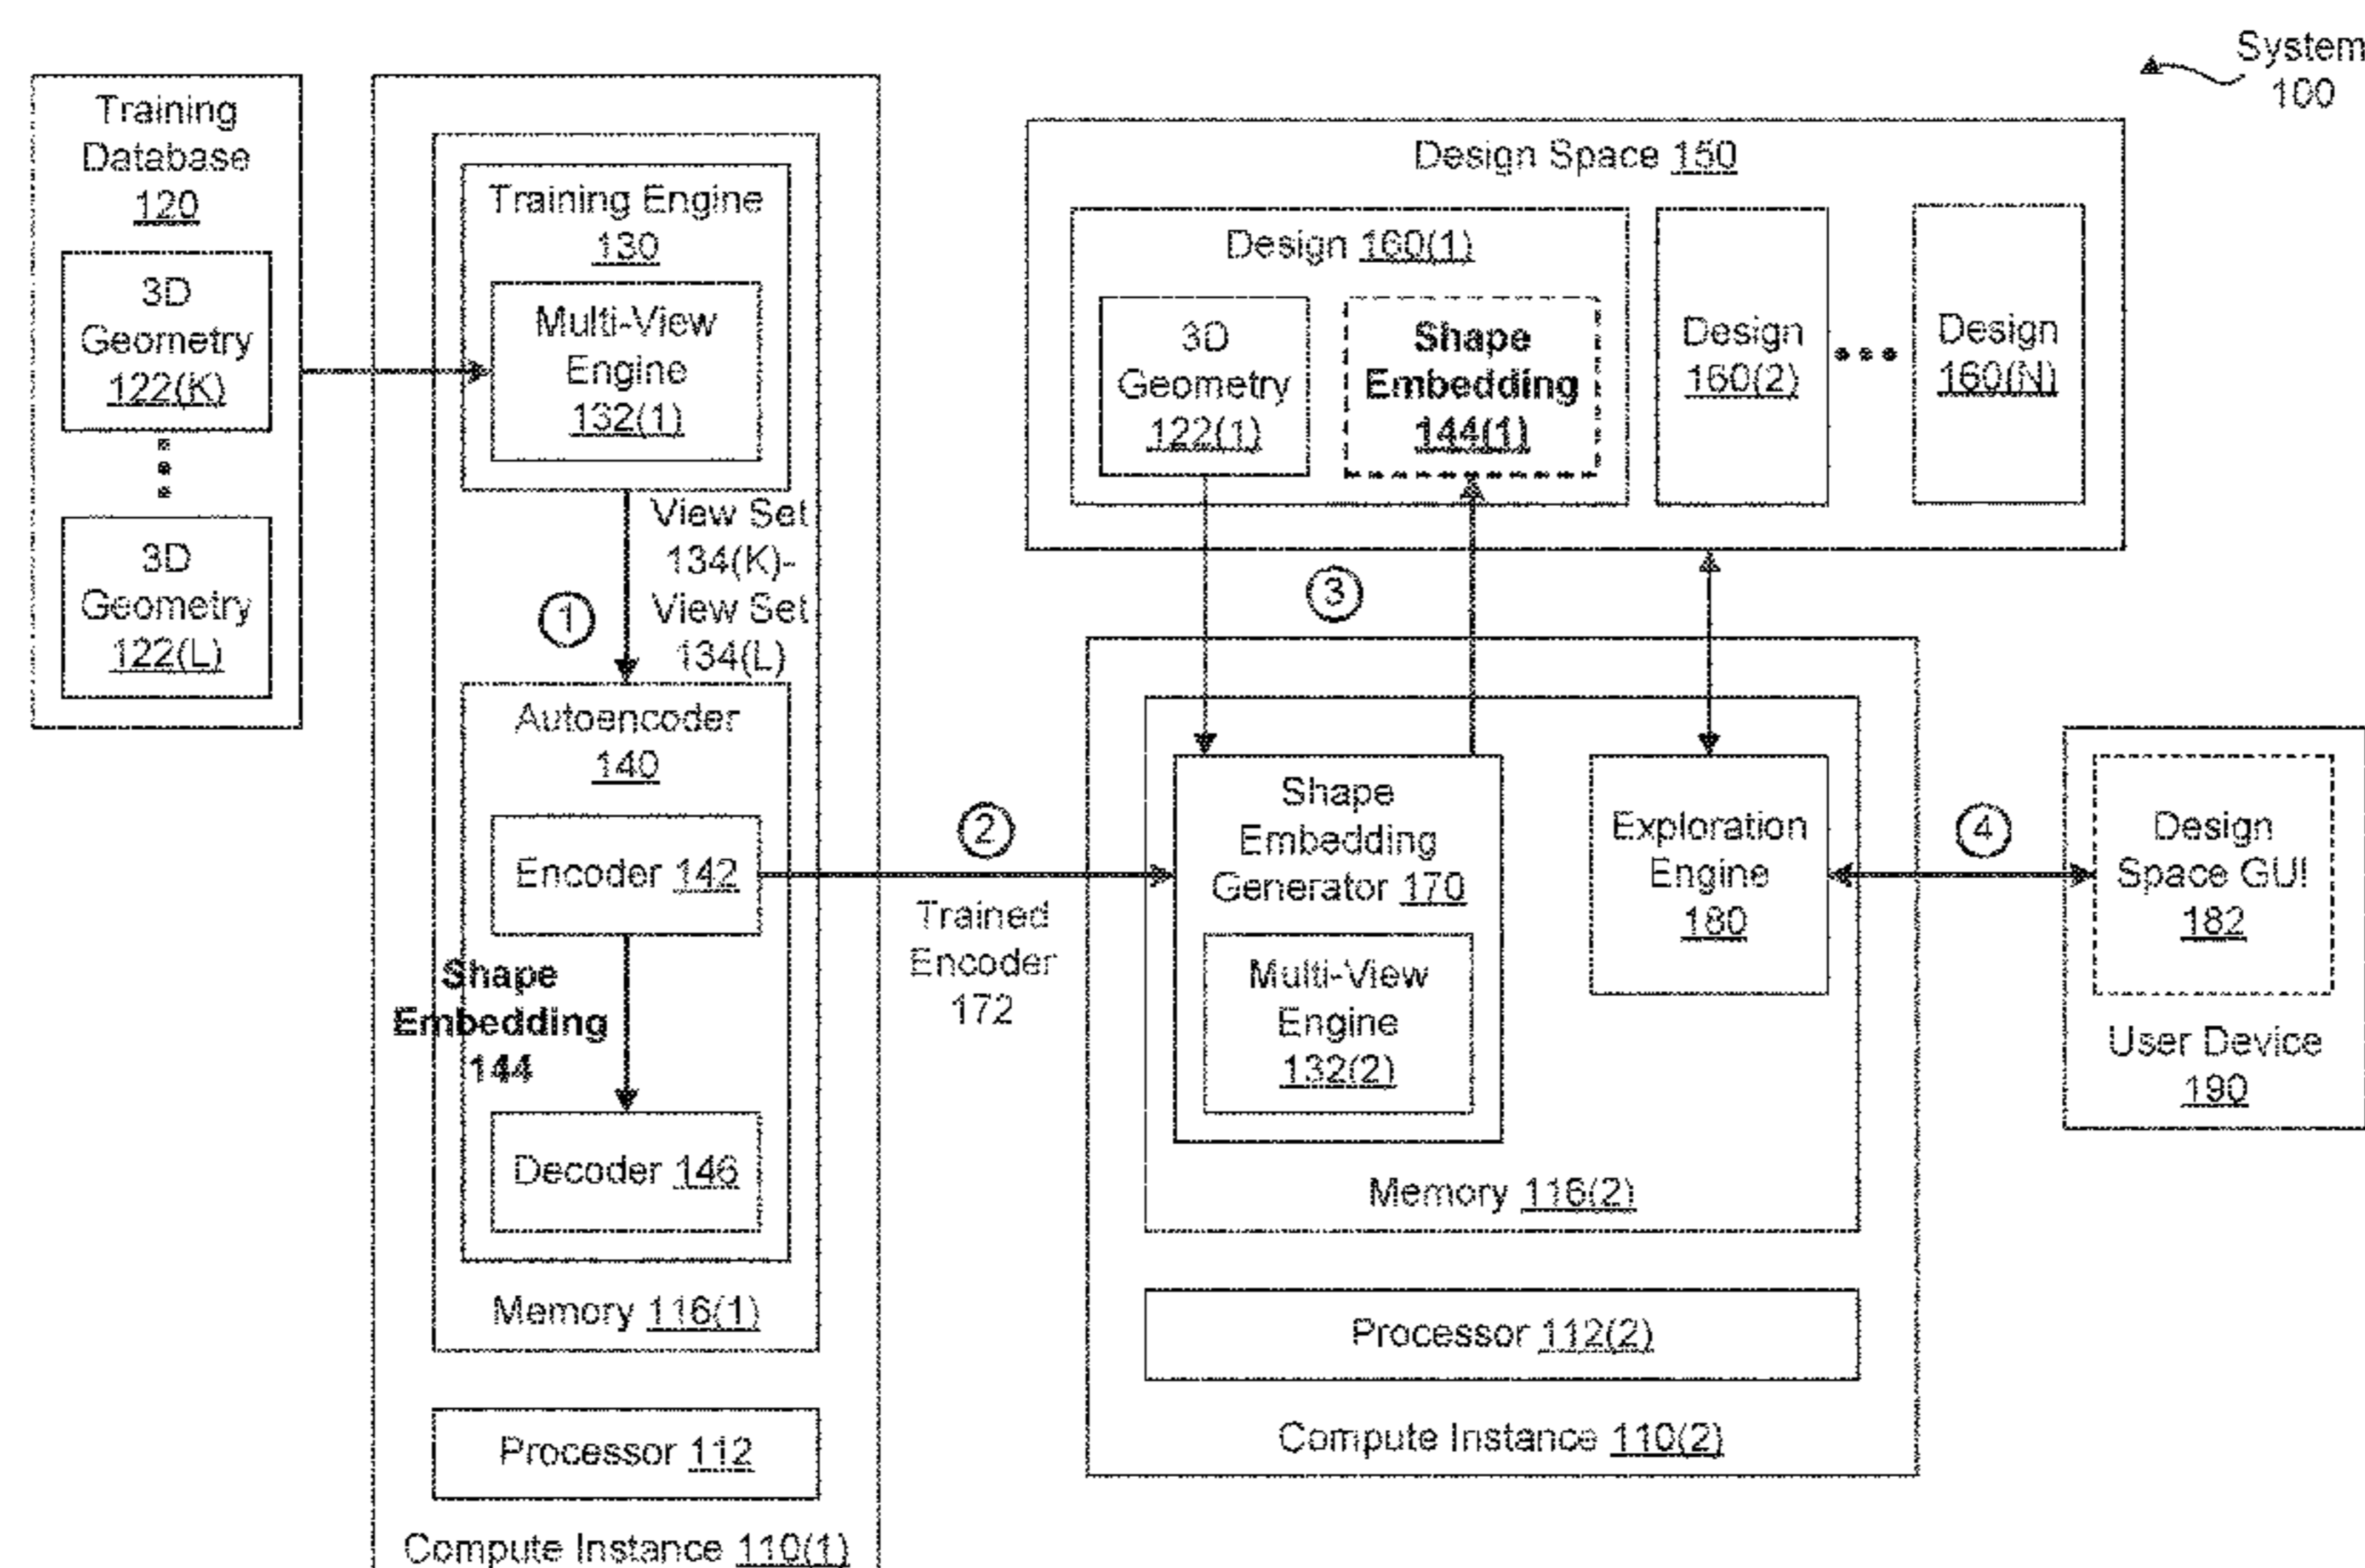 System
100
Training
Database
120
3D
Geometry
122(K)
3D
Geometry
122(L)
Training Engine
130
Multi-View
Engine
132(1)
View Set
134(K)-
View Set
134(L)
1
Autoencoder
140
Encoder 142
Shape
Embedding
144
Decoder 146
Memory 116(1)
Processor 112
Compute Instance 110(1)
2
Trained
Encoder
172
Design Space 150
Design 160(1)
3D
Geometry
122(1)
Shape
Embedding
144(1)
Design
160(2)
Design
160(N)
3
Shape
Embedding
Generator 170
Multi-View
Engine
132(2)
Exploration
Engine
180
Memory 116(2)
Processor 112(2)
Compute Instance 110(2)
4
Design
Space GUI
182
User Device
190